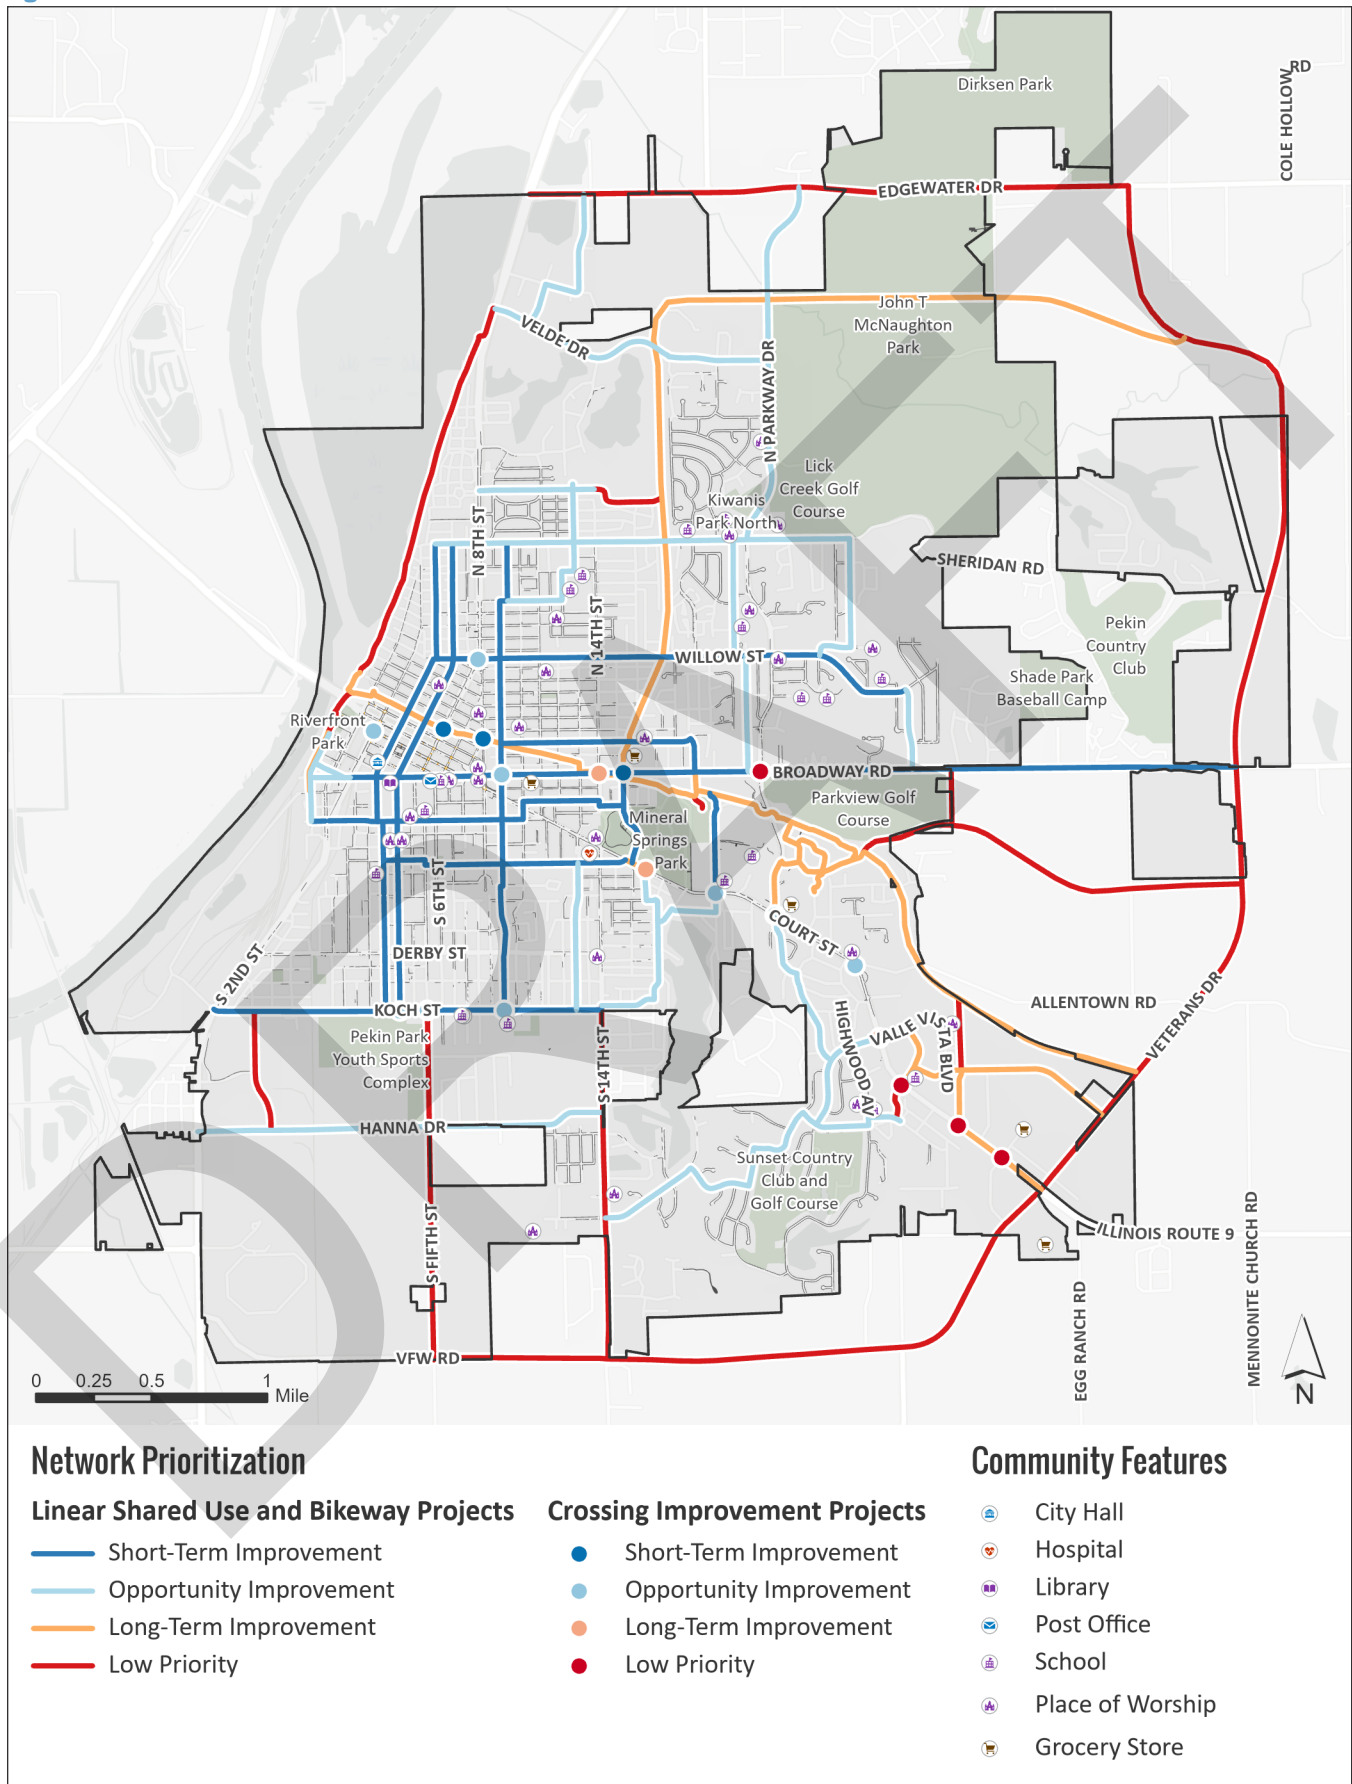 Dirksen Park
COLE HOLLOW RD
EDGEWATER DR
John T
McNaughton
Park
VELDE DR
N PARKWAY DR
Lick
Creek Golf
Course
Kiwanis
Park North
N 8TH ST
SHERIDAN RD
N 14TH ST
Pekin
Country
Club
WILLOW ST
Shade Park
Baseball Camp
Riverfront
Park
BROADWAY RD
Parkview Golf
Course
Mineral
Springs
Park
S 6TH ST
COURT ST
DERBY ST
S 2ND ST
KOCH ST
ALLENTOWN RD
VETERANS DR
HIGHWOOD AV
VALLE VISTA BLVD
Pekin Park
Youth Sports
Complex
S 14TH ST
HANNA DR
Sunset Country
Club and
Golf Course
S FIFTH ST
ILLINOIS ROUTE 9
MENNONITE CHURCH RD
EGG RANCH RD
VFW RD
0 0.25 0.5 1
Mile
N
DRAFT
Network Prioritization
Linear Shared Use and Bikeway Projects
Short-Term Improvement
Opportunity Improvement
Long-Term Improvement
Low Priority
Crossing Improvement Projects
Short-Term Improvement
Opportunity Improvement
Long-Term Improvement
Low Priority
Community Features
City Hall
Hospital
Library
Post Office
School
Place of Worship
Grocery Store